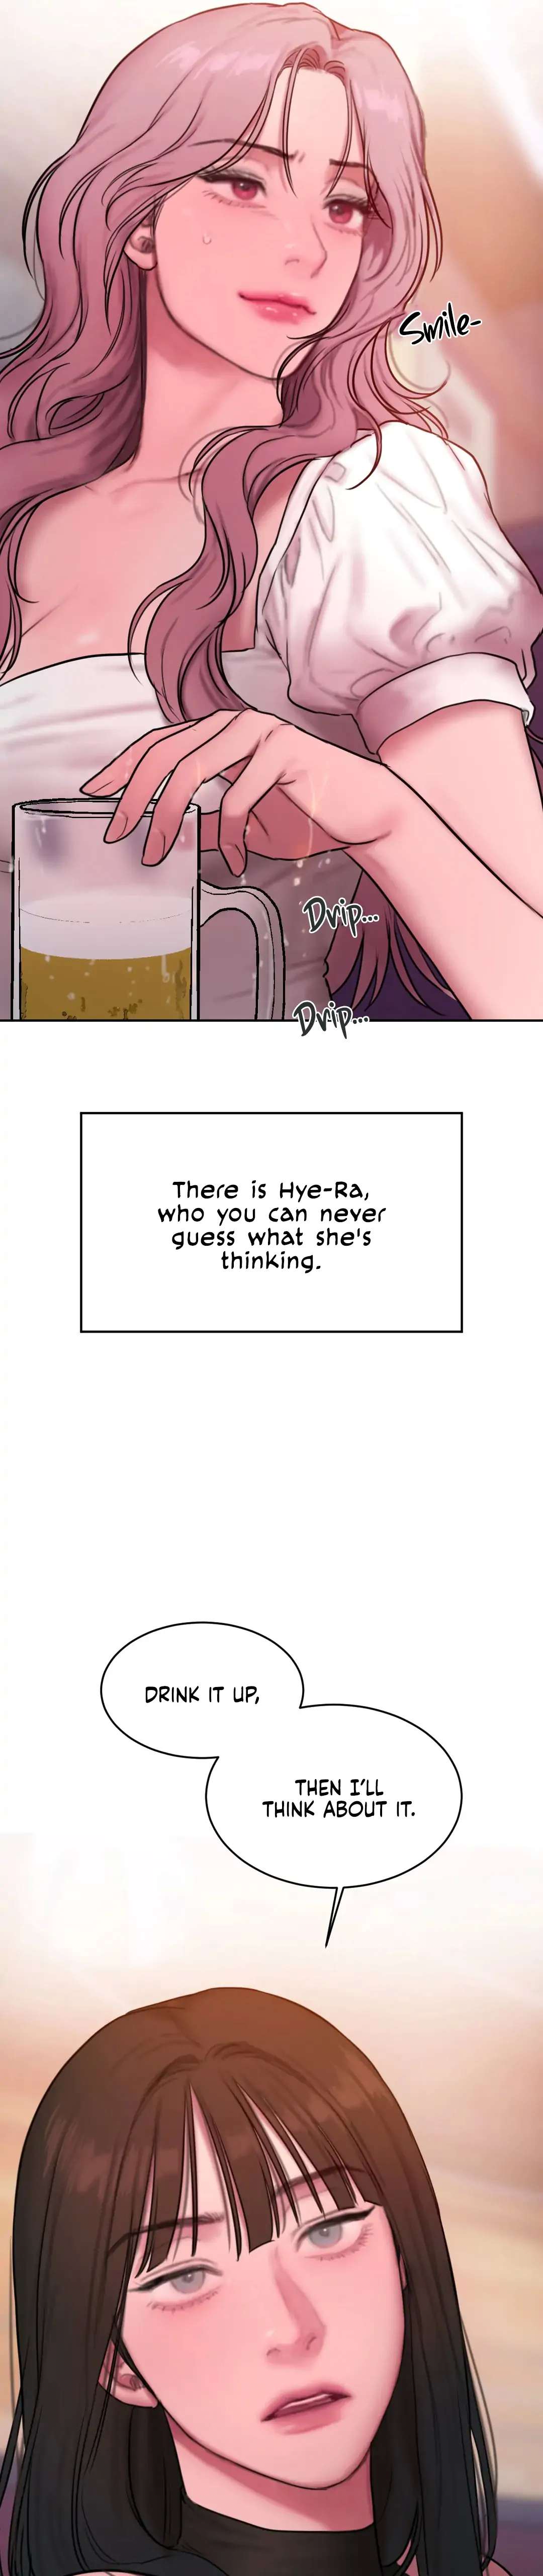 Smile-
Drip...
Drip...
There is Hye-Ra,
who you can never
guess what she's
thinking.
DRINK IT UP,
THEN I'LL
THINK ABOUT IT.